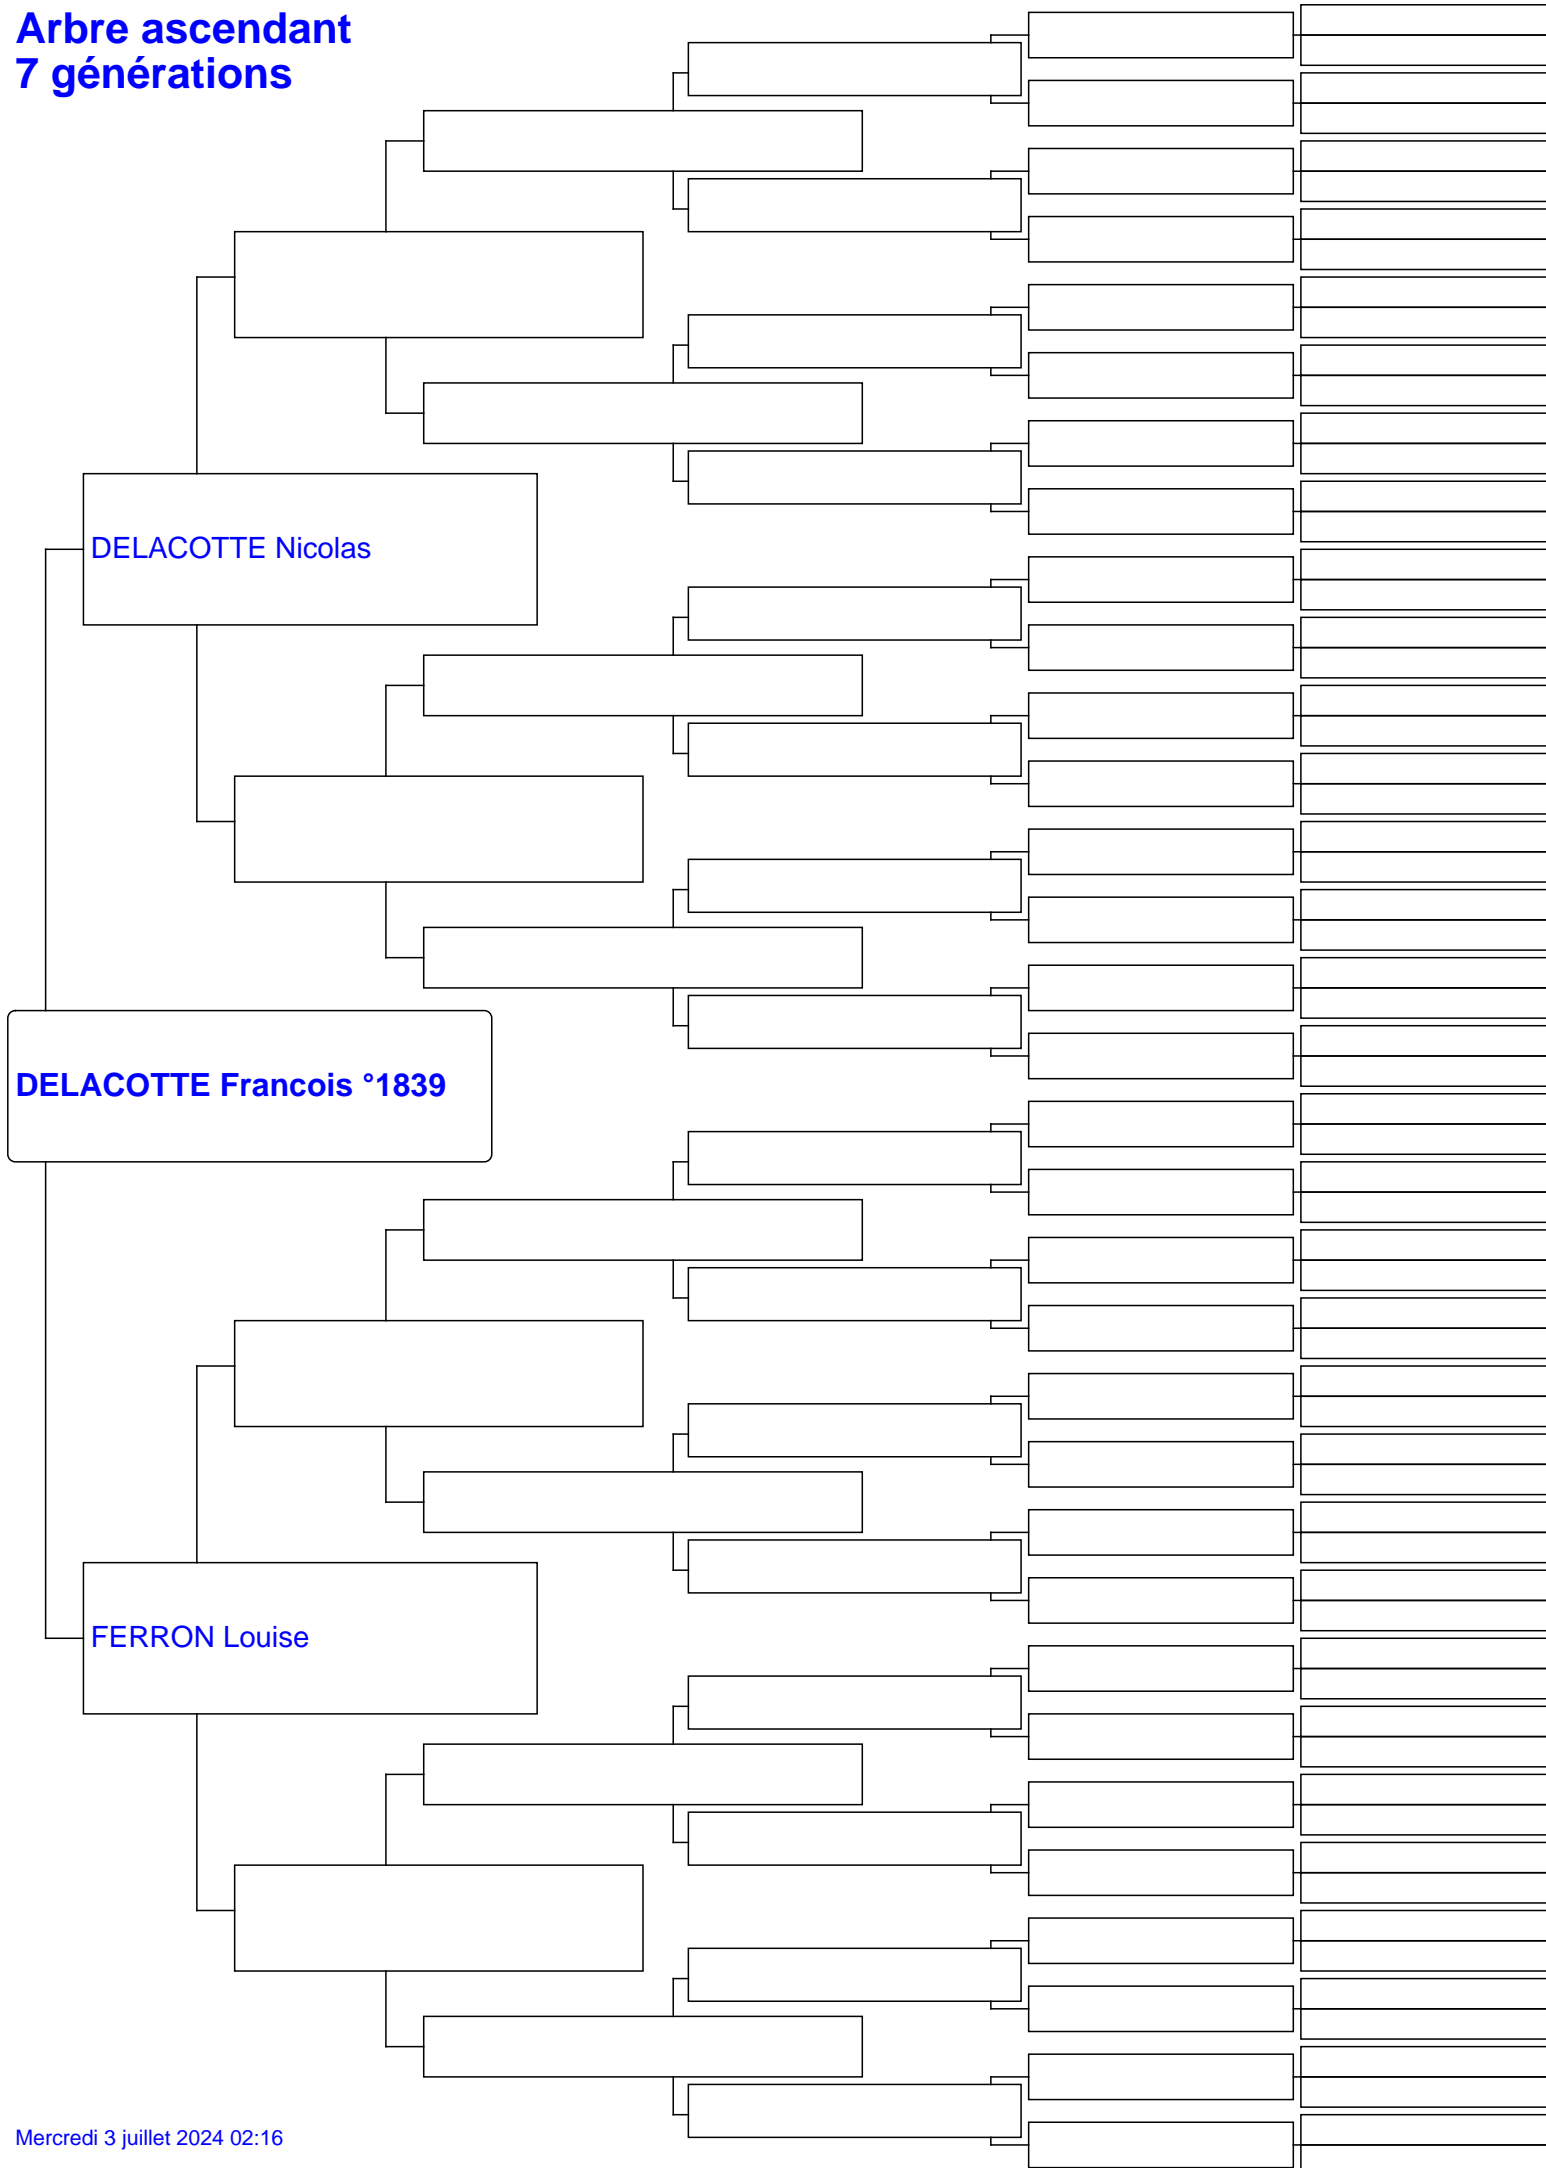 Arbre ascendant
7 générations
DELACOTTE Nicolas
DELACOTTE Francois °1839
FERRON Louise
Mercredi 3 juillet 2024 02:16